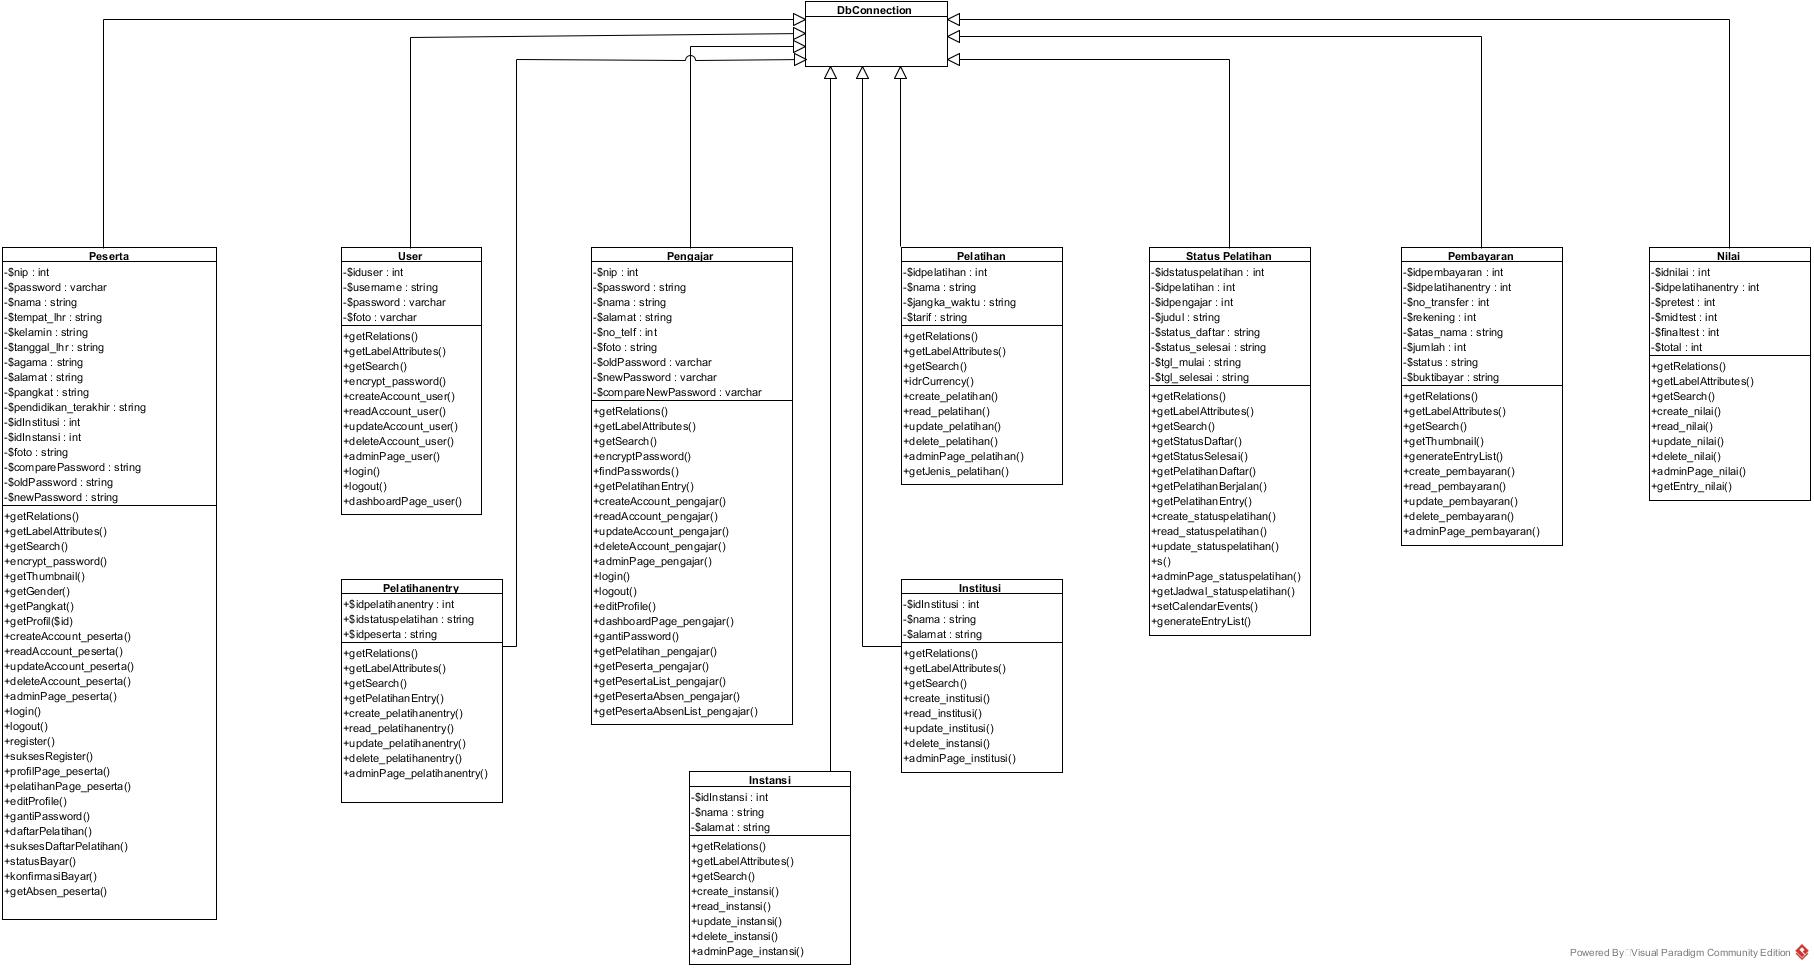 DbConnection
Peserta
-$nip : int
-$password : varchar
-$nama : string
-$tempat_lhr : string
-$kelamin : string
-$tanggal_lhr : string
-$agama : string
-$alamat : string
-$pangkat : string
-$pendidikan_terakhir : string
-$idInstitusi : int
-$idInstansi : int
-$foto : string
-$comparePassword : string
-$oldPassword : string
-$newPassword : string
+getRelations()
+getLabelAttributes()
+getSearch()
+encrypt_password()
+getThumbnail()
+getGender()
+getPangkat()
+getProfil($id)
+createAccount_peserta()
+readAccount_peserta()
+updateAccount_peserta()
+deleteAccount_peserta()
+adminPage_peserta()
+login()
+logout()
+register()
+suksesRegister()
+profilPage_peserta()
+pelatihanPage_peserta()
+editProfile()
+gantiPassword()
+daftarPelatihan()
+suksesDaftarPelatihan()
+statusBayar()
+konfirmasiBayar()
+getAbsen_peserta()
User
-$iduser : int
-$username : string
-$password : varchar
-$foto : varchar
+getRelations()
+getLabelAttributes()
+getSearch()
+encrypt_password()
+createAccount_user()
+readAccount_user()
+updateAccount_user()
+deleteAccount_user()
+adminPage_user()
+login()
+logout()
+dashboardPage_user()
Pelatihanentry
+$idpelatihanentry : int
+$idstatuspelatihan : string
+$idpeserta : string
+getRelations()
+getLabelAttributes()
+getSearch()
+getPelatihanEntry()
+create_pelatihanentry()
+read_pelatihanentry()
+update_pelatihanentry()
+delete_pelatihanentry()
+adminPage_pelatihanentry()
Pengajar
-$nip : int
-$password : string
-$nama : string
-$alamat : string
-$no_telf : int
-$foto : string
-$oldPassword : varchar
-$newPassword : varchar
-$compareNewPassword : varchar
+getRelations()
+getLabelAttributes()
+getSearch()
+encryptPassword()
+findPasswords()
+getPelatihanEntry()
+createAccount_pengajar()
+readAccount_pengajar()
+updateAccount_pengajar()
+deleteAccount_pengajar()
+adminPage_pengajar()
+login()
+logout()
+editProfile()
+dashboardPage_pengajar()
+gantiPassword()
+getPelatihan_pengajar()
+getPeserta_pengajar()
+getPesertaList_pengajar()
+getPesertaAbsen_pengajar()
+getPesertaAbsenList_pengajar()
Instansi
-$idInstansi : int
-$nama : string
-$alamat : string
+getRelations()
+getLabelAttributes()
+getSearch()
+create_instansi()
+read_instansi()
+update_instansi()
+delete_instansi()
+adminPage_instansi()
Pelatihan
-$idpelatihan : int
-$nama : string
-$jangka_waktu : string
-$tarif : string
+getRelations()
+getLabelAttributes()
+getSearch()
+idrCurrency()
+create_pelatihan()
+read_pelatihan()
+update_pelatihan()
+delete_pelatihan()
+adminPage_pelatihan()
+getJenis_pelatihan()
Institusi
-$idInstitusi : int
-$nama : string
-$alamat : string
+getRelations()
+getLabelAttributes()
+getSearch()
+create_institusi()
+read_institusi()
+update_institusi()
+delete_instansi()
+adminPage_institusi()
Status Pelatihan
-$idstatuspelatihan : int
-$idpelatihan : int
-$idpengajar : int
-$judul : string
-$status_daftar : string
-$status_selesai : string
-$tgl_mulai : string
-$tgl_selesai : string
+getRelations()
+getLabelAttributes()
+getSearch()
+getStatusDaftar()
+getStatusSelesai()
+getPelatihanDaftar()
+getPelatihanBerjalan()
+getPelatihanEntry()
+create_statuspelatihan()
+read_statuspelatihan()
+update_statuspelatihan()
+s()
+adminPage_statuspelatihan()
+getJadwal_statuspelatihan()
+setCalendarEvents()
+generateEntryList()
Pembayaran
-$idpembayaran : int
-$idpelatihanentry : int
-$no_transfer : int
-$rekening : int
-$atas_nama : string
-$jumlah : int
-$status : string
-$buktibayar : string
+getRelations()
+getLabelAttributes()
+getSearch()
+getThumbnail()
+generateEntryList()
+create_pembayaran()
+read_pembayaran()
+update_pembayaran()
+delete_pembayaran()
+adminPage_pembayaran()
Nilai
-$idnilai : int
-$idpelatihanentry : int
-$pretest : int
-$midtest : int
-$finaltest : int
-$total : int
+getRelations()
+getLabelAttributes()
+getSearch()
+create_nilai()
+read_nilai()
+update_nilai()
+delete_nilai()
+adminPage_nilai()
+getEntry_nilai()
Powered By Visual Paradigm Community Edition